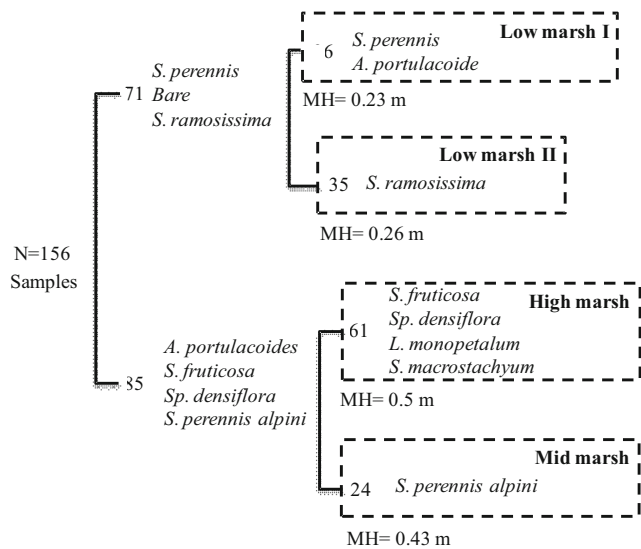 Low marsh I
6 S. perennis
A. portulacoide
MH= 0.23 m
71 S. perennis
Bare
S. ramosissima
Low marsh II
35 S. ramosissima
MH= 0.26 m
N=156
Samples
High marsh
61 S. fruticosa
Sp. densiflora
L. monopetalum
S. macrostachyum
MH= 0.5 m
85 A. portulacoides
S. fruticosa
Sp. densiflora
S. perennis alpini
Mid marsh
24 S. perennis alpini
MH= 0.43 m